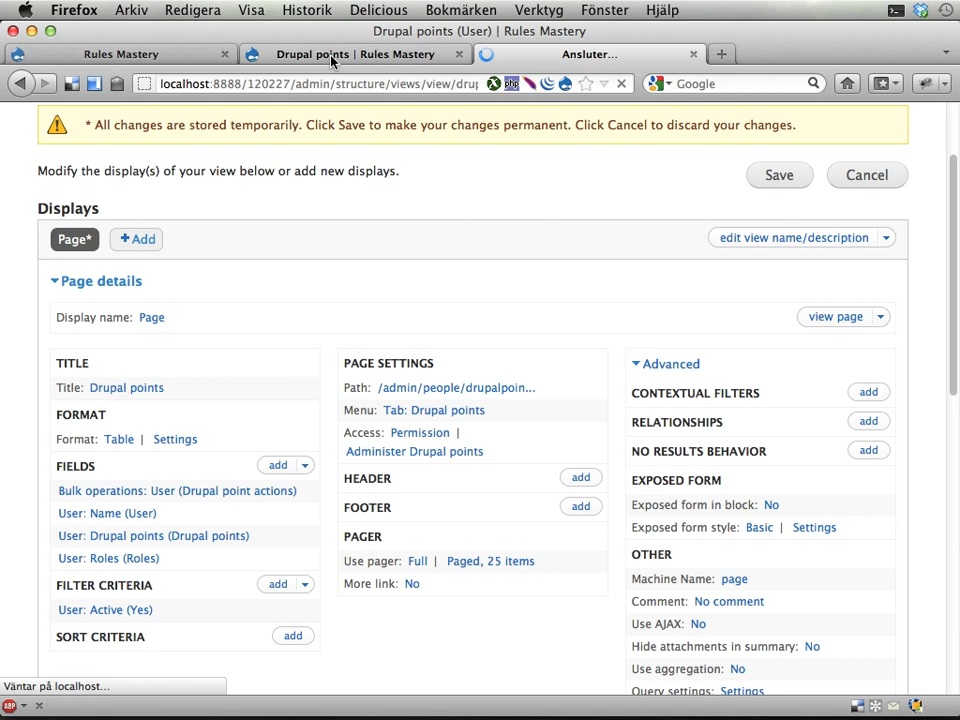 Firefox Arkiv Redigera Visa Historik Delicious Bokmärken Verktyg Fönster Hjälp
Drupal points (User) | Rules Mastery
Rules Mastery
Drupal points | Rules Mastery
Ansluter...
localhost:8888/120227/admin/structure/views/view/drup
php
Google
* All changes are stored temporarily. Click Save to make your changes permanent. Click Cancel to discard your changes.
Modify the display(s) of your view below or add new displays.
Save
Cancel
Displays
Page*
Add
edit view name/description
Page details
Display name: Page
view page
TITLE
Title: Drupal points
FORMAT
Format: Table | Settings
FIELDS
add
Bulk operations: User (Drupal point actions)
User: Name (User)
User: Drupal points (Drupal points)
User: Roles (Roles)
FILTER CRITERIA
add
User: Active (Yes)
SORT CRITERIA
add
PAGE SETTINGS
Path: /admin/people/drupalpoin...
Menu: Tab: Drupal points
Access: Permission |
Administer Drupal points
HEADER
add
FOOTER
add
PAGER
Use pager: Full | Paged, 25 items
More link: No
Advanced
CONTEXTUAL FILTERS
add
RELATIONSHIPS
add
NO RESULTS BEHAVIOR
add
EXPOSED FORM
Exposed form in block: No
Exposed form style: Basic | Settings
OTHER
Machine Name: page
Comment: No comment
Use AJAX: No
Hide attachments in summary: No
Use aggregation: No
Query settings: Settings
Väntar på localhost...
ABP